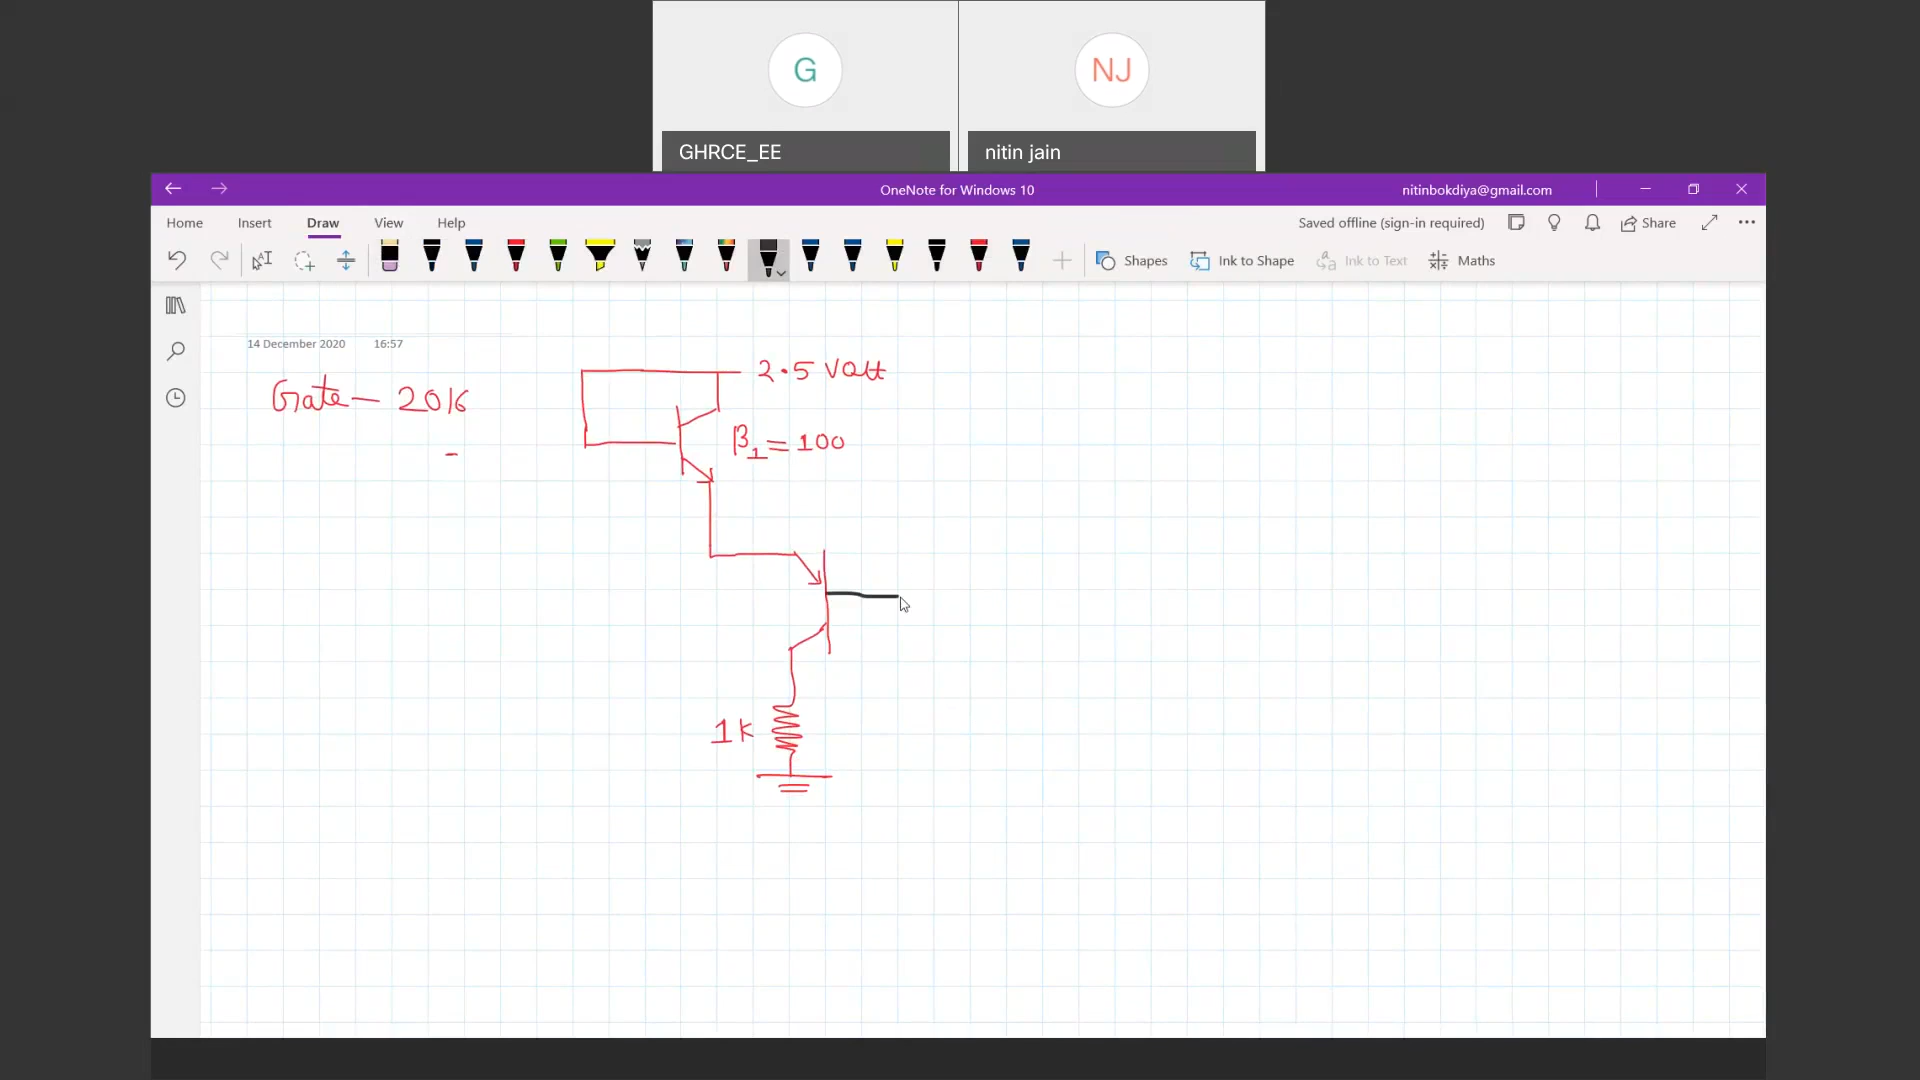 G NJ
GHRCE_EE nitin jain
OneNote for Windows 10 nitinbokdiya@gmail.com
Home Insert Draw View Help Saved offline (sign-in required) Share
Shapes Ink to Shape Ink to Text Maths
14 December 2020 16:57
Gate — 2016
2.5 Volt
β1 = 100
1K